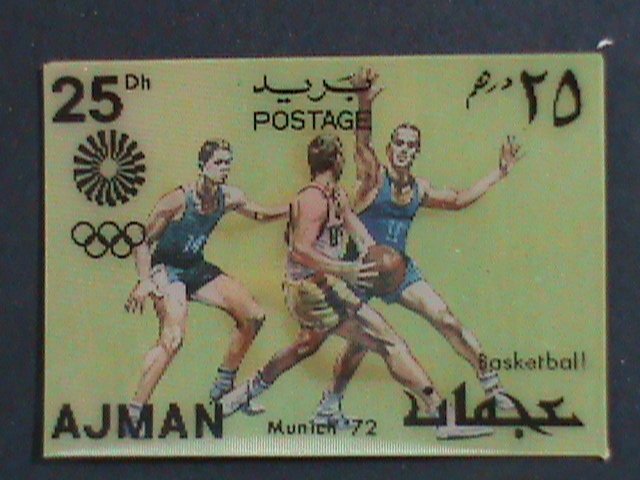 25 Dh
بريد
٢٥ درهم
POSTAGE
Basketball
AJMAN
Munich '72
عجمان